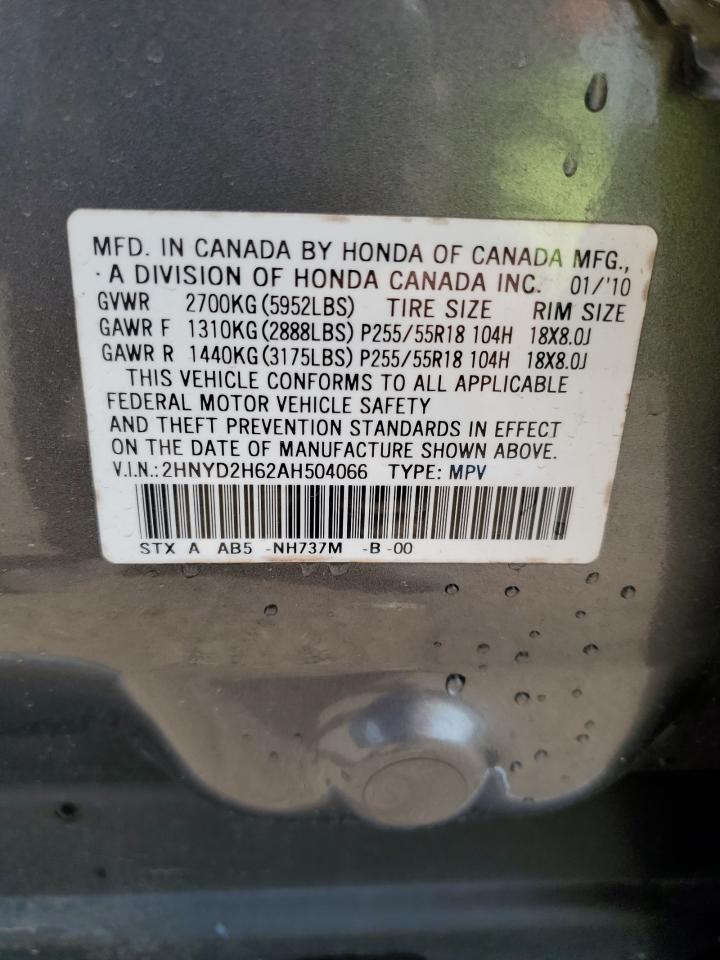 MFD. IN CANADA BY HONDA OF CANADA MFG.,
A DIVISION OF HONDA CANADA INC. 01/'10
GVWR 2700KG (5952LBS) TIRE SIZE RIM SIZE
GAWR F 1310KG (2888LBS) P255/55R18 104H 18X8.0J
GAWR R 1440KG (3175LBS) P255/55R18 104H 18X8.0J
THIS VEHICLE CONFORMS TO ALL APPLICABLE
FEDERAL MOTOR VEHICLE SAFETY
AND THEFT PREVENTION STANDARDS IN EFFECT
ON THE DATE OF MANUFACTURE SHOWN ABOVE.
V.I.N.: 2HNYD2H62AH504066 TYPE: MPV
STX A AB5 -NH737M -B -00